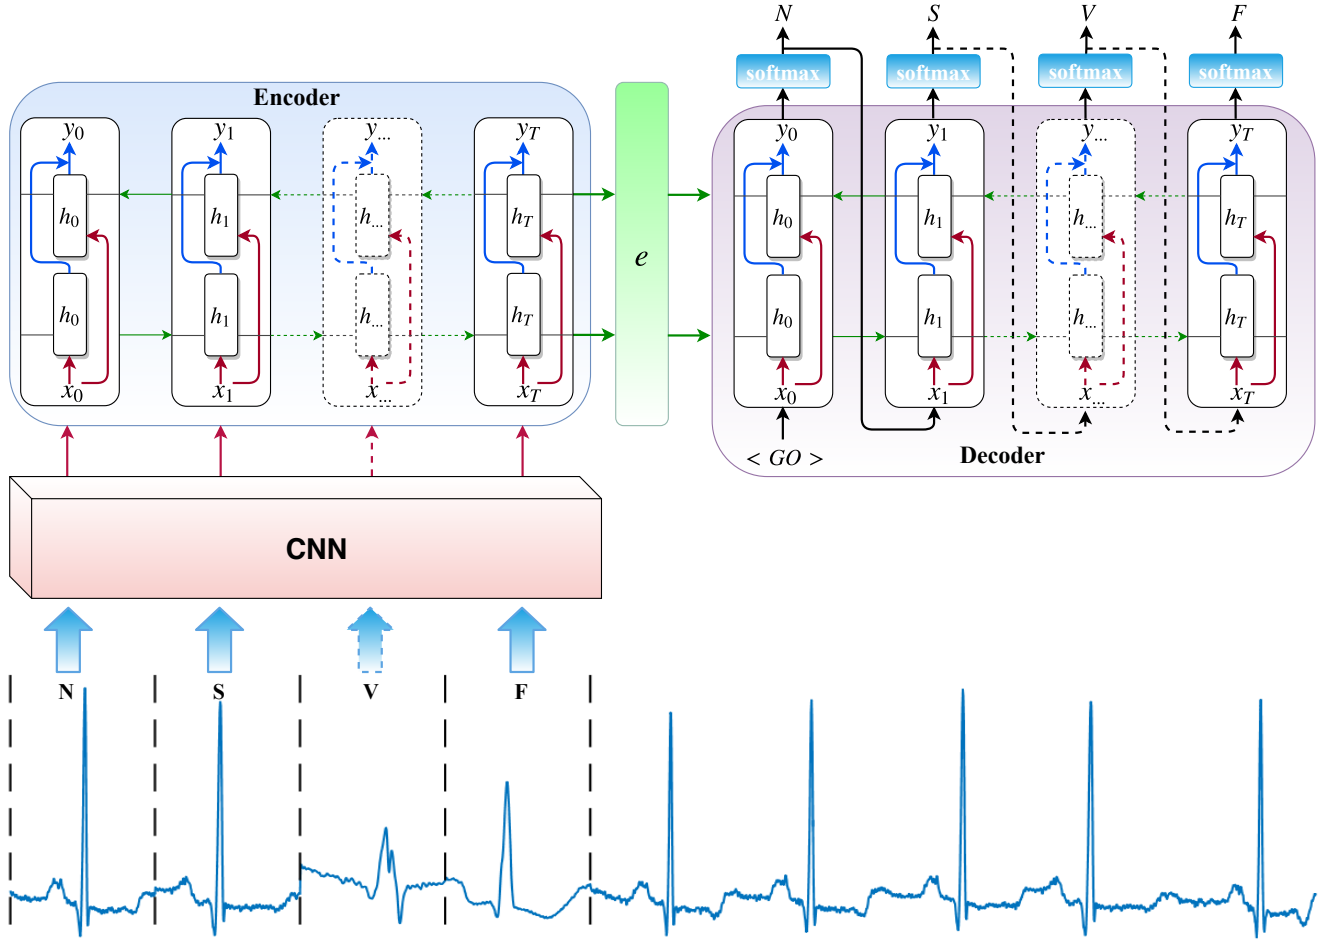 N S V F
softmax softmax softmax softmax
Encoder
y0 y1 y... yT
h0 h1 h... hT
h0 h1 h... hT
x0 x1 x... xT
e
y0 y1 y... yT
h0 h1 h... hT
h0 h1 h... hT
x0 x1 x... xT
< GO >
Decoder
CNN
N S V F